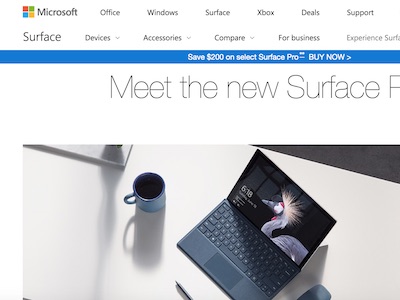 Microsoft Office Windows Surface Xbox Deals Support
Surface Devices Accessories Compare For business Experience Surfa
Save $200 on select Surface Pro BUY NOW >
Meet the new Surface P
6:18